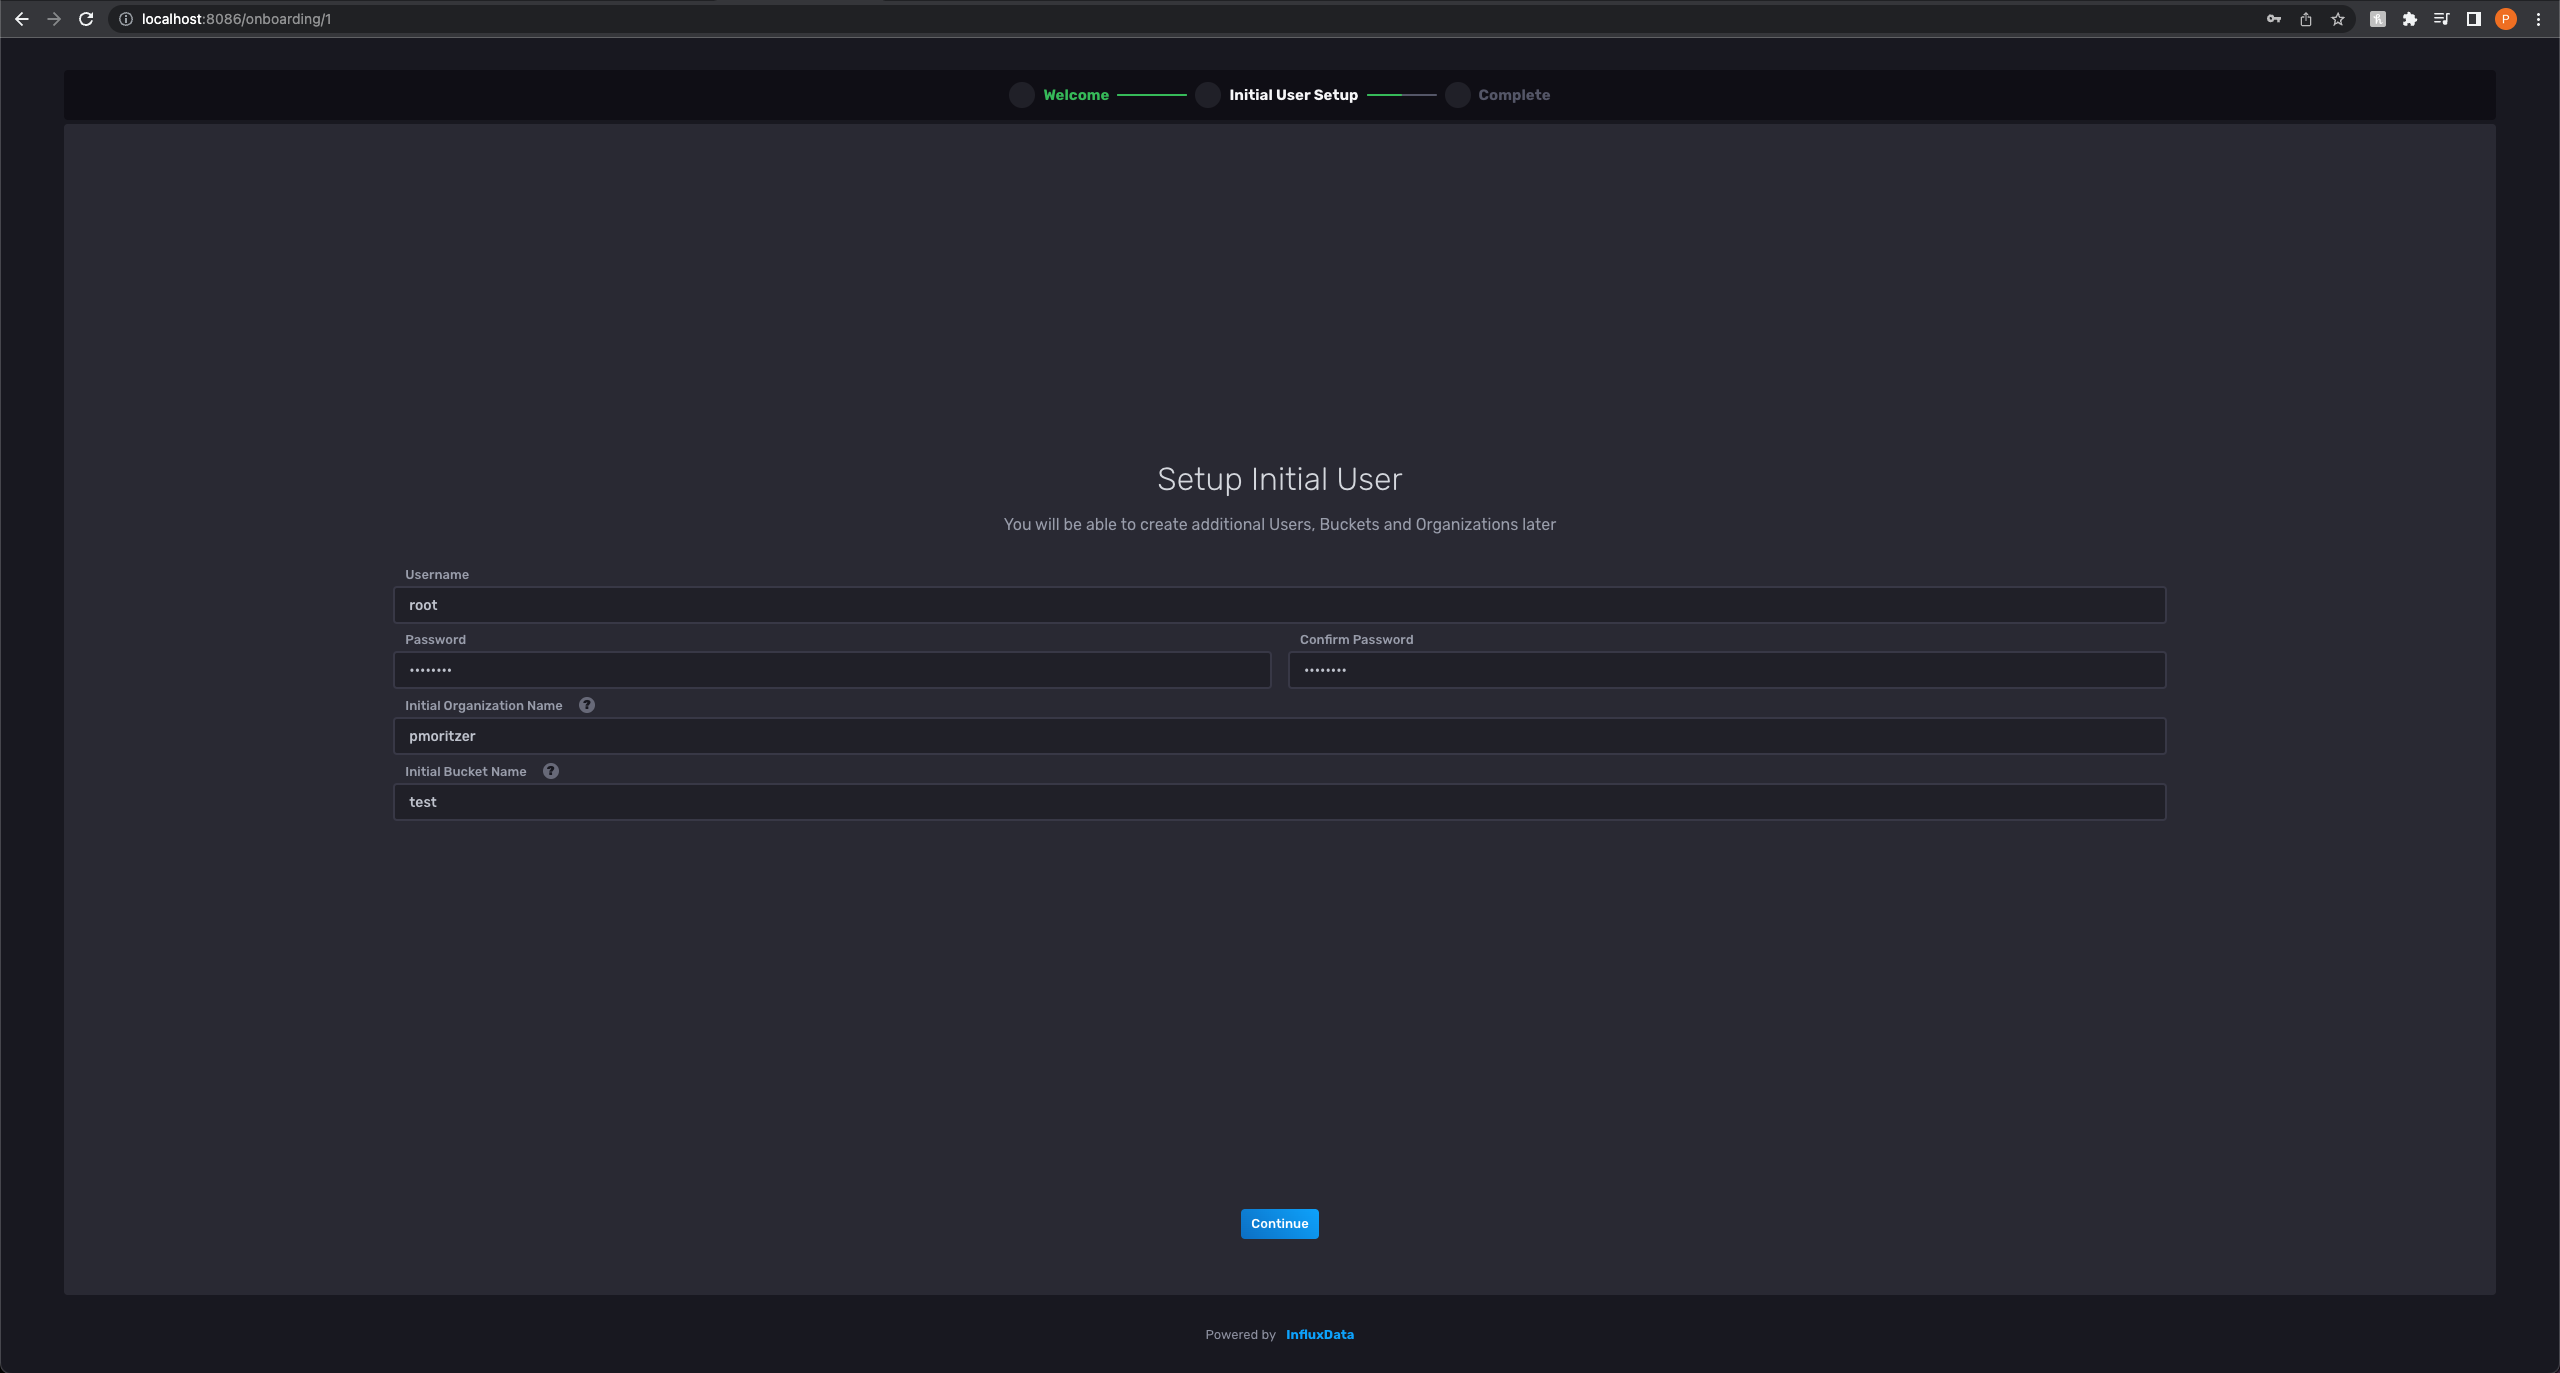 localhost:8086/onboarding/1
P
Welcome
Initial User Setup
Complete
Setup Initial User
You will be able to create additional Users, Buckets and Organizations later
Username
root
Password
Confirm Password
••••••••
••••••••
Initial Organization Name ?
pmoritzer
Initial Bucket Name ?
test
Continue
Powered by InfluxData